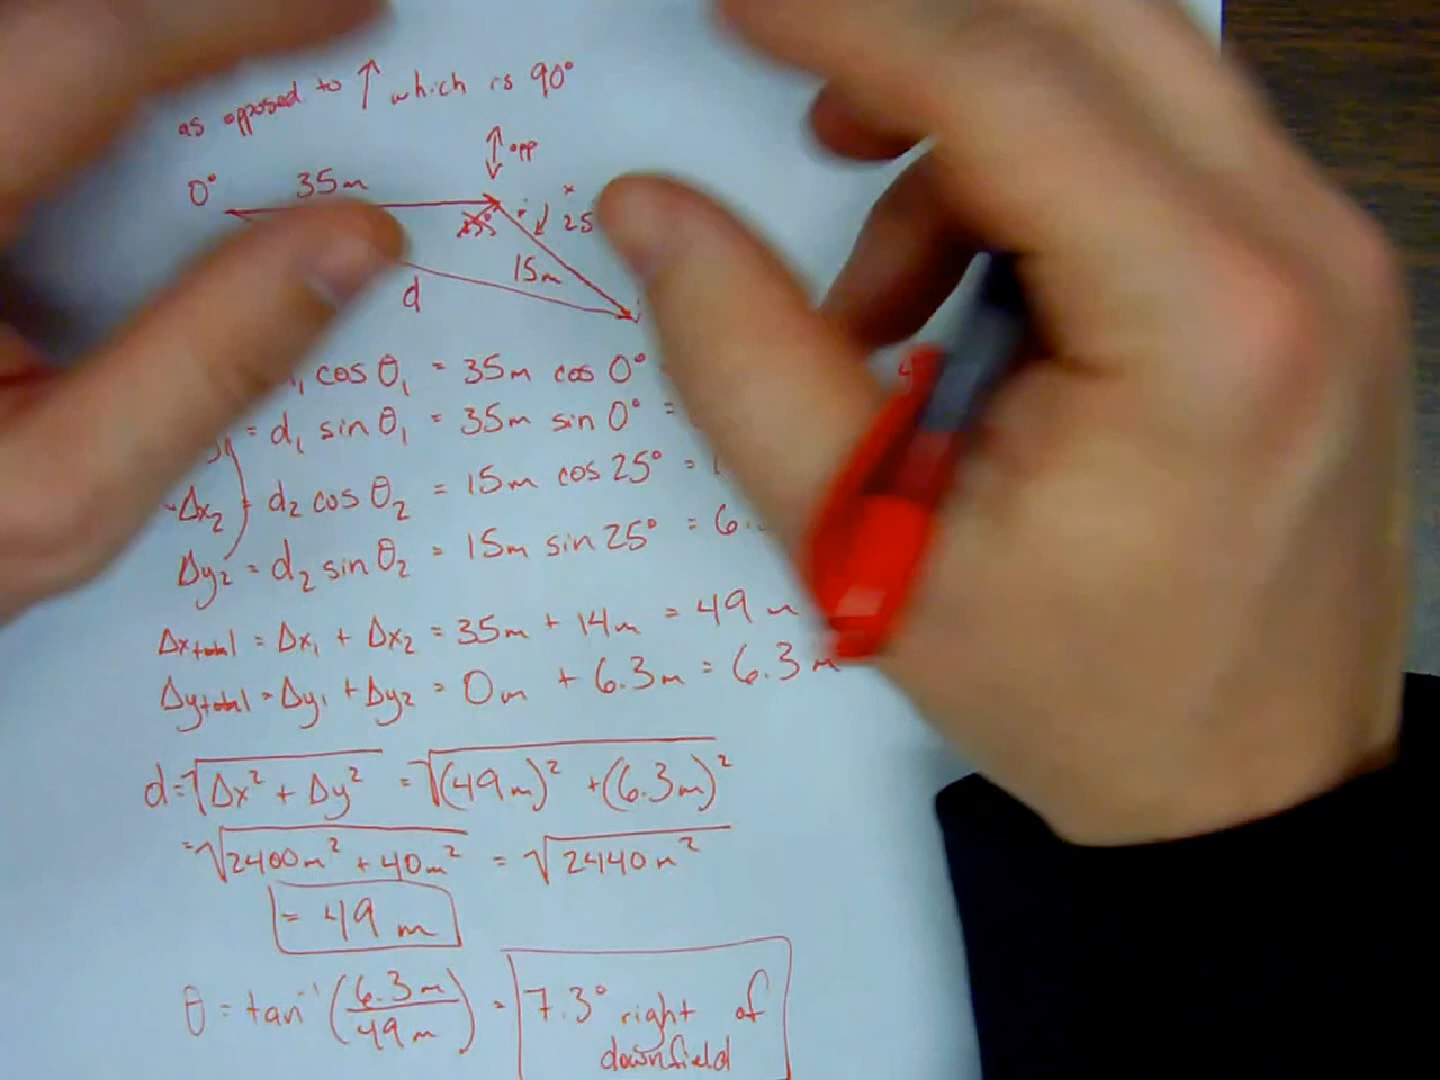 as opposed to ↑ which is 90°
↕ opp
0° 35m
25
15m
d
cos θ₁ = 35m cos 0°
= d₁ sin θ₁ = 35m sin 0° =
Δx₂ = d₂ cos θ₂ = 15m cos 25° =
Δy₂ = d₂ sin θ₂ = 15m sin 25° = 6.
Δxtotal = Δx₁ + Δx₂ = 35m + 14m = 49 m
Δytotal = Δy₁ + Δy₂ = 0m + 6.3m = 6.3 m
d = √(Δx² + Δy²) = √((49m)² + (6.3m)²)
= √(2400m² + 40m²) = √(2440m²)
= 49 m
θ = tan⁻¹ (6.3m / 49m) = 7.3° right of
downfield